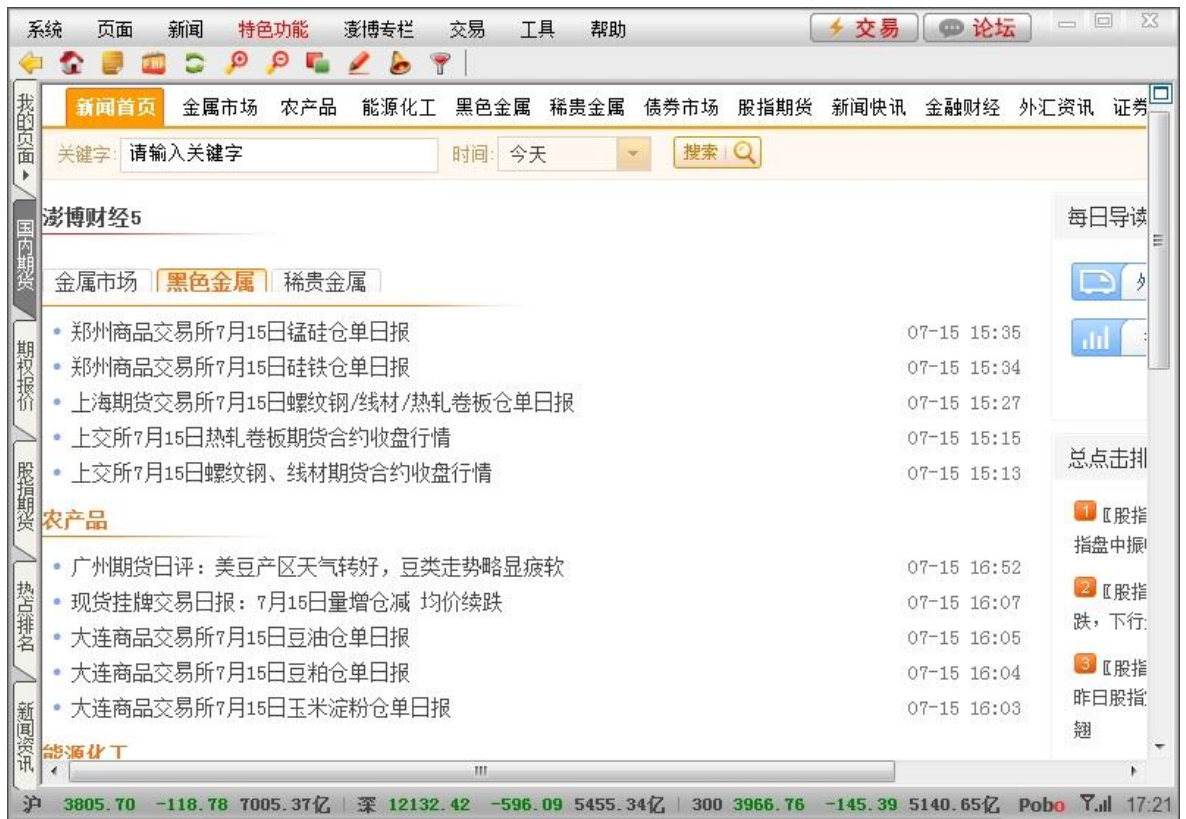 系统 页面 新闻 特色功能 澎博专栏 交易 工具 帮助 交易 论坛
新闻首页 金属市场 农产品 能源化工 黑色金属 稀贵金属 债券市场 股指期货 新闻快讯 金融财经 外汇资讯 证券
关键字: 请输入关键字 时间: 今天 搜索
我的页面
国内期货
期权报价
股指期货
热点排名
新闻资讯
澎博财经5
金属市场 黑色金属 稀贵金属
郑州商品交易所7月15日锰硅仓单日报 07-15 15:35
郑州商品交易所7月15日硅铁仓单日报 07-15 15:34
上海期货交易所7月15日螺纹钢/线材/热轧卷板仓单日报 07-15 15:27
上交所7月15日热轧卷板期货合约收盘行情 07-15 15:15
上交所7月15日螺纹钢、线材期货合约收盘行情 07-15 15:13
农产品
广州期货日评：美豆产区天气转好，豆类走势略显疲软 07-15 16:52
现货挂牌交易日报：7月15日量增仓减 均价续跌 07-15 16:07
大连商品交易所7月15日豆油仓单日报 07-15 16:05
大连商品交易所7月15日豆粕仓单日报 07-15 16:04
大连商品交易所7月15日玉米淀粉仓单日报 07-15 16:03
能源化工
每日导读
总点击排
1 〖股指
指盘中振
2 〖股指
跌，下行
3 〖股指
昨日股指
翘
沪 3805.70 -118.78 7005.37亿 深 12132.42 -596.09 5455.34亿 300 3966.76 -145.39 5140.65亿 Pobo 17:21